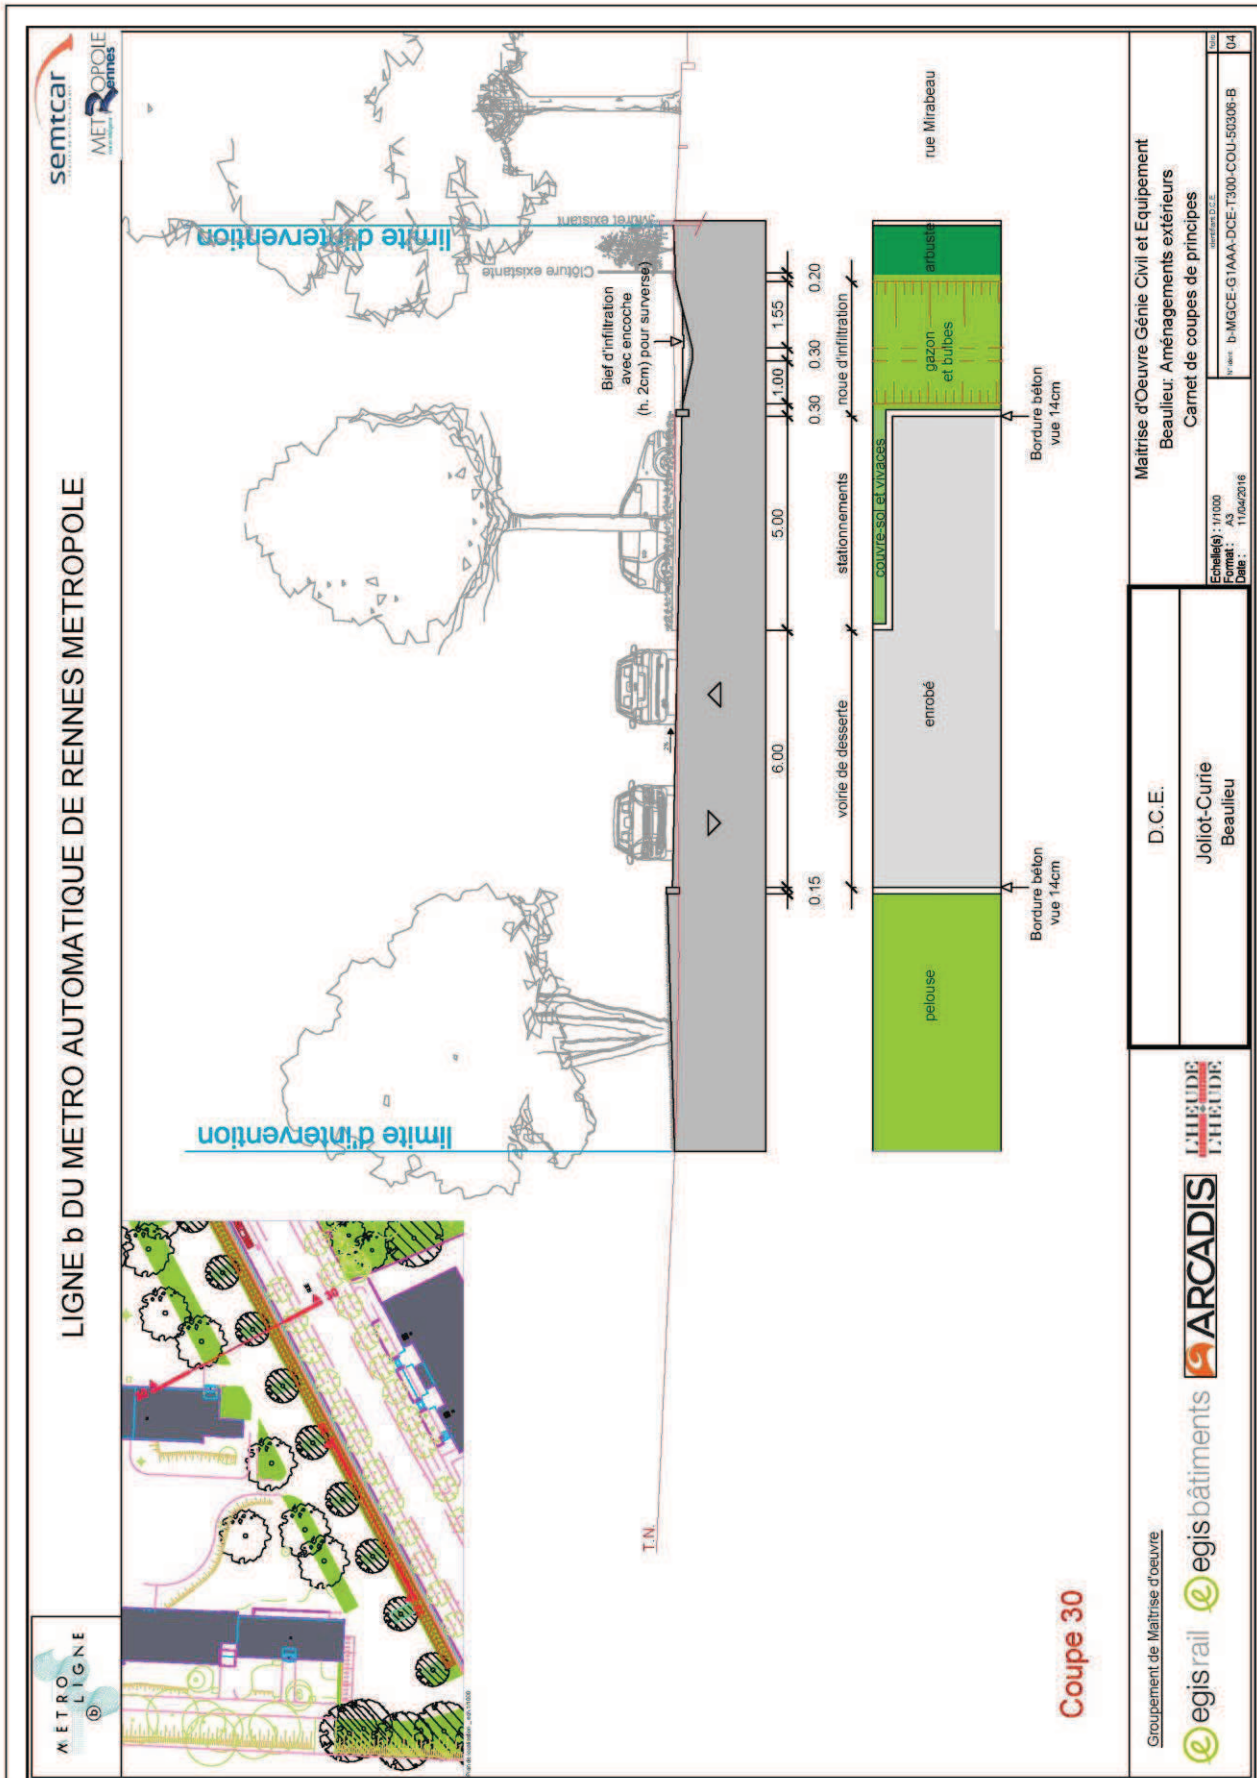 METRO
LIGNE
b
LIGNE b DU METRO AUTOMATIQUE DE RENNES METROPOLE
semtcar
METROPOLE
Rennes
limite d'intervention
limite d'intervention
Clôture existante
Muret existant
Bief d'infiltration
avec encoche
(h. 2cm) pour surverse)
T.N.
0.15
6.00
5.00
0.30
1.00
0.30
1.55
0.20
voirie de desserte
stationnements
noue d'infiltration
rue Mirabeau
pelouse
enrobé
couvre-sol et vivaces
gazon
et bulbes
arbuste
Bordure béton
vue 14cm
Bordure béton
vue 14cm
Coupe 30
Groupement de Maîtrise d'oeuvre
egis rail
egis bâtiments
ARCADIS
L'HEUDE
L'HEUDE
D.C.E.
Joliot-Curie
Beaulieu
Maitrise d'Oeuvre Génie Civil et Equipement
Beaulieu: Aménagements extérieurs
Carnet de coupes de principes
Echelle(s) : 1/1000
Format : A3
Date : 11/04/2016
identifiant D.C.E.
N° ident b-MGCE-G1AAA-DCE-T300-COU-50306-B
folio
04